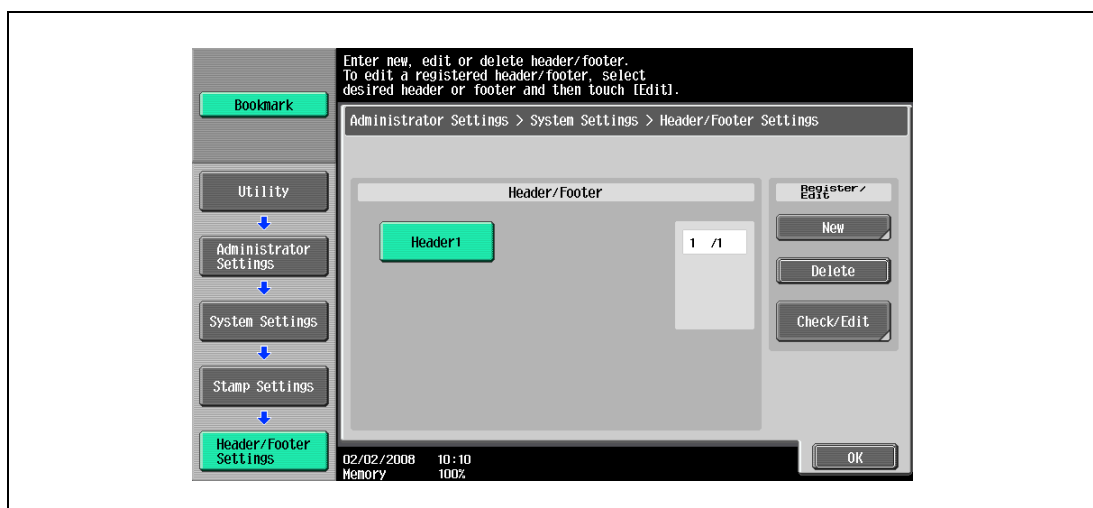 Enter new, edit or delete header/footer.
To edit a registered header/footer, select
desired header or footer and then touch [Edit].
Bookmark
Administrator Settings > System Settings > Header/Footer Settings
Utility
Administrator
Settings
System Settings
Stamp Settings
Header/Footer
Settings
Header/Footer
Header1
1 /1
Register/
Edit
New
Delete
Check/Edit
02/02/2008 10:10
Memory 100%
OK